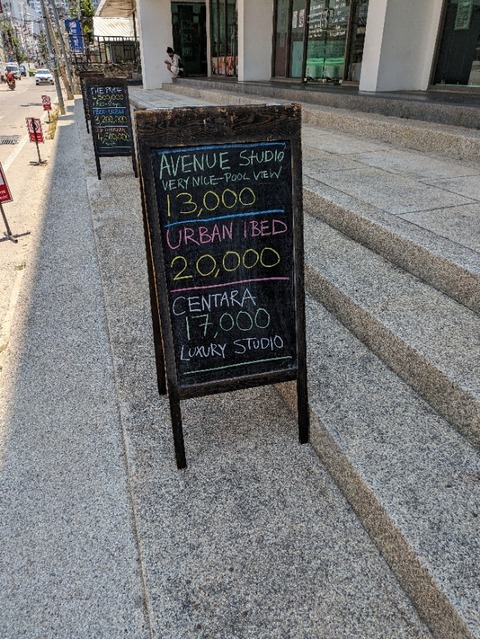 AVENUE STUDIO
VERY NICE-POOL VIEW
13,000
URBAN 1BED
20,000
CENTARA
17,000
LUXURY STUDIO